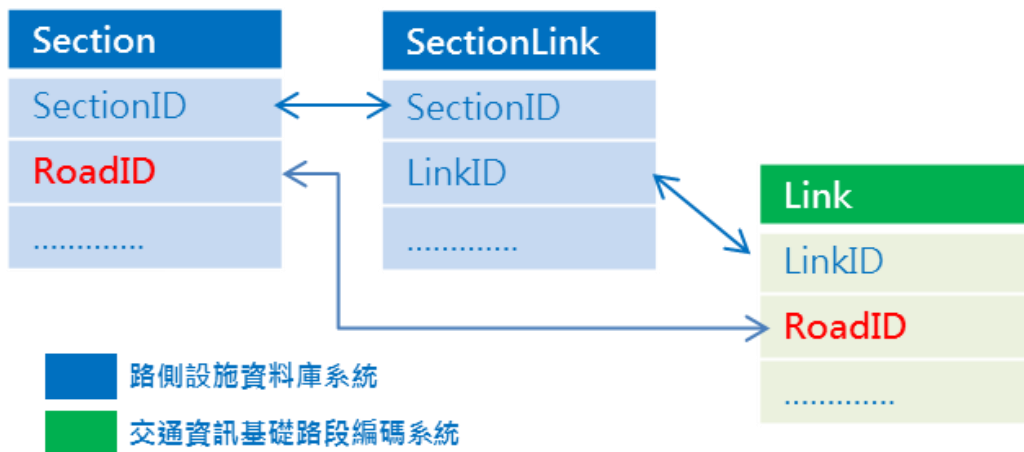 Section
SectionID
RoadID
.............
SectionLink
SectionID
LinkID
.............
Link
LinkID
RoadID
.............
路側設施資料庫系統
交通資訊基礎路段編碼系統